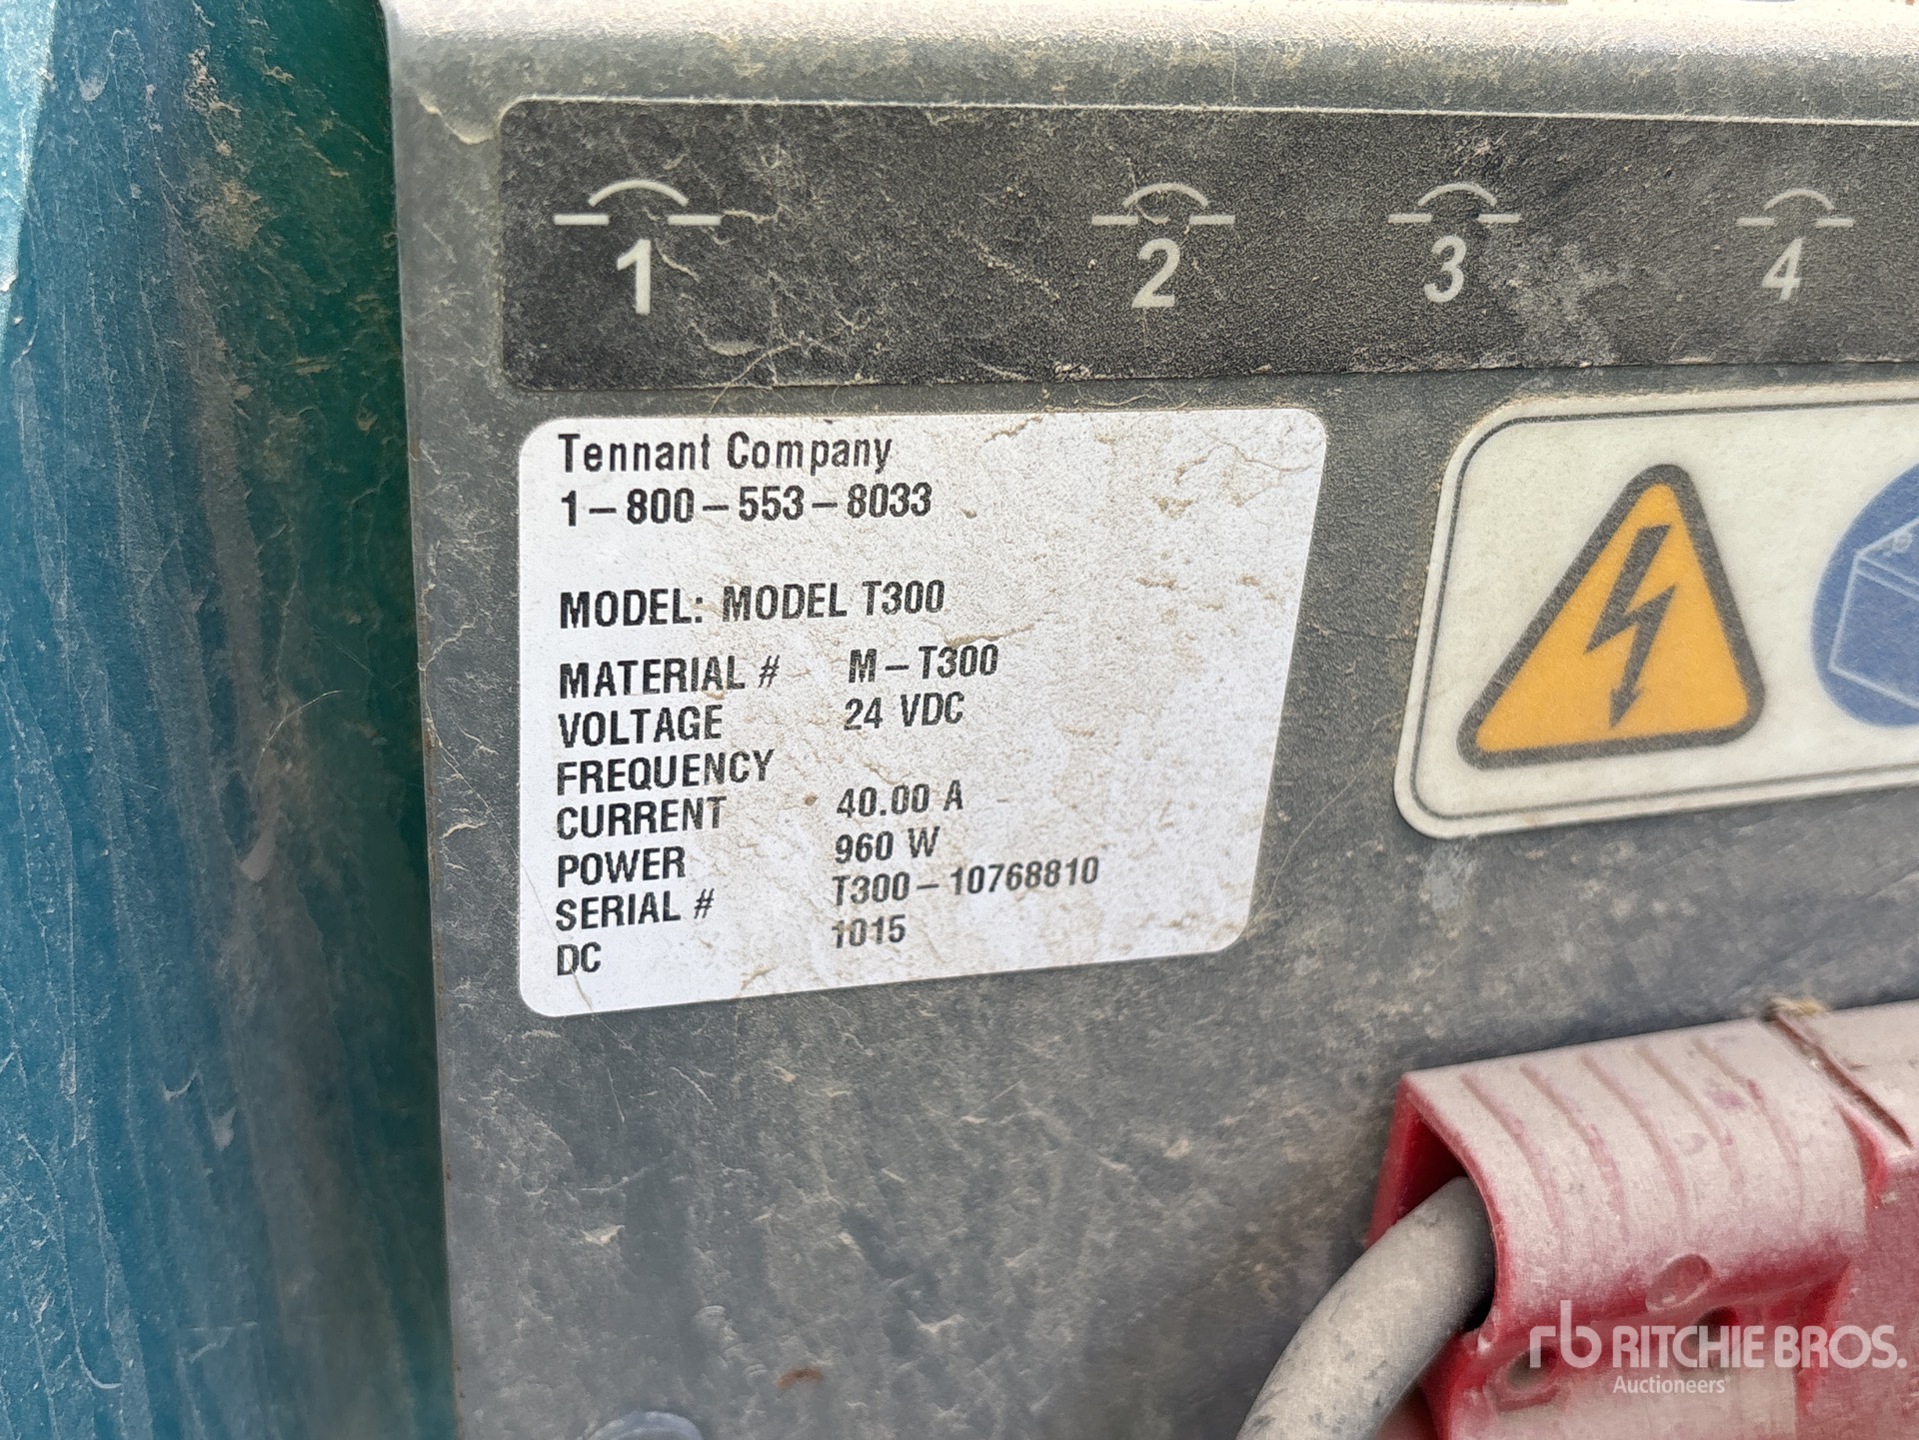 1 2 3 4
Tennant Company
1-800-553-8033
MODEL: MODEL T300
MATERIAL # M-T300
VOLTAGE 24 VDC
FREQUENCY
CURRENT 40.00 A
POWER 960 W
SERIAL # T300-10768810
DC 1015
rb RITCHIE BROS.
Auctioneers